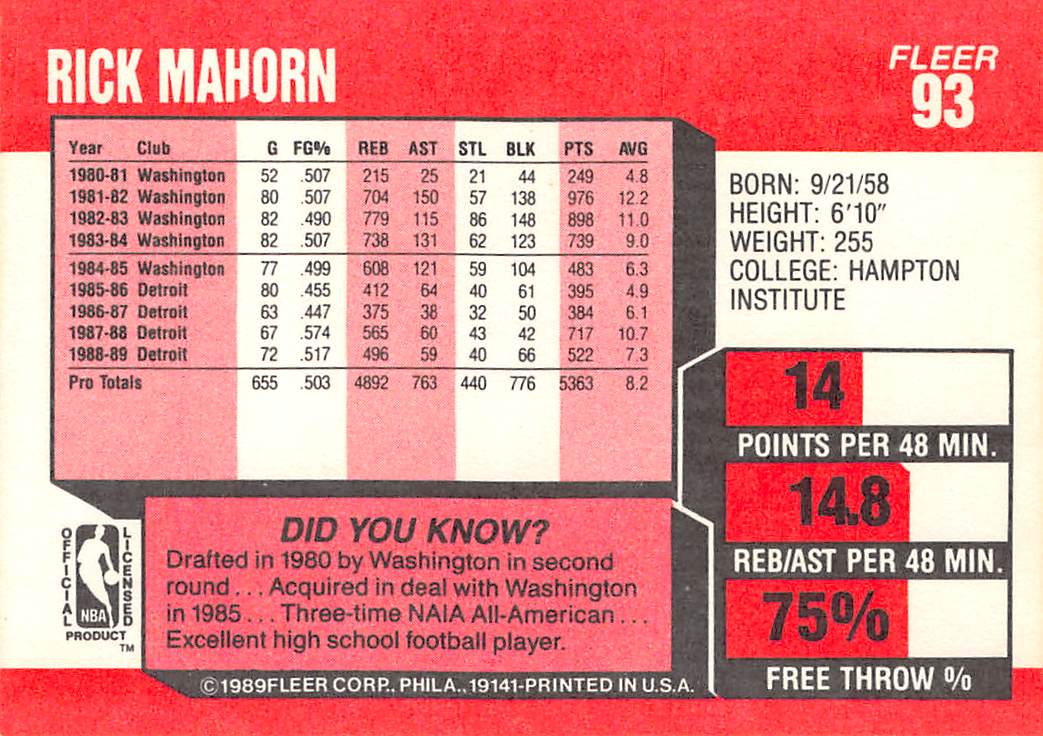 RICK MAHORN
FLEER
93
Year Club G FG% REB AST STL BLK PTS AVG
1980-81 Washington 52 .507 215 25 21 44 249 4.8
1981-82 Washington 80 .507 704 150 57 138 976 12.2
1982-83 Washington 82 .490 779 115 86 148 898 11.0
1983-84 Washington 82 .507 738 131 62 123 739 9.0
1984-85 Washington 77 .499 608 121 59 104 483 6.3
1985-86 Detroit 80 .455 412 64 40 61 395 4.9
1986-87 Detroit 63 .447 375 38 32 50 384 6.1
1987-88 Detroit 67 .574 565 60 43 42 717 10.7
1988-89 Detroit 72 .517 496 59 40 66 522 7.3
Pro Totals 655 .503 4892 763 440 776 5363 8.2
BORN: 9/21/58
HEIGHT: 6'10"
WEIGHT: 255
COLLEGE: HAMPTON
INSTITUTE
14
POINTS PER 48 MIN.
14.8
REB/AST PER 48 MIN.
75%
FREE THROW %
DID YOU KNOW?
Drafted in 1980 by Washington in second
round . . . Acquired in deal with Washington
in 1985 . . . Three-time NAIA All-American . . .
Excellent high school football player.
OFFICIAL
LICENSED
NBA
PRODUCT
TM
©1989FLEER CORP., PHILA., 19141-PRINTED IN U.S.A.